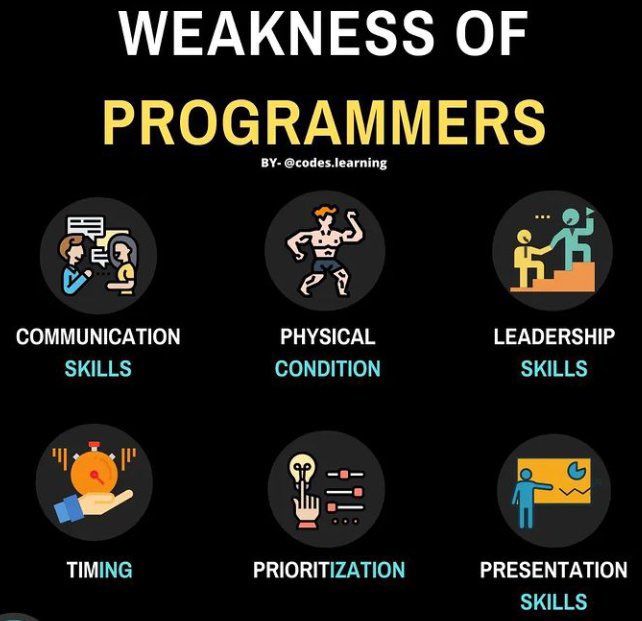 WEAKNESS OF
PROGRAMMERS
BY- @codes.learning
COMMUNICATION
SKILLS
PHYSICAL
CONDITION
LEADERSHIP
SKILLS
TIMING
PRIORITIZATION
PRESENTATION
SKILLS